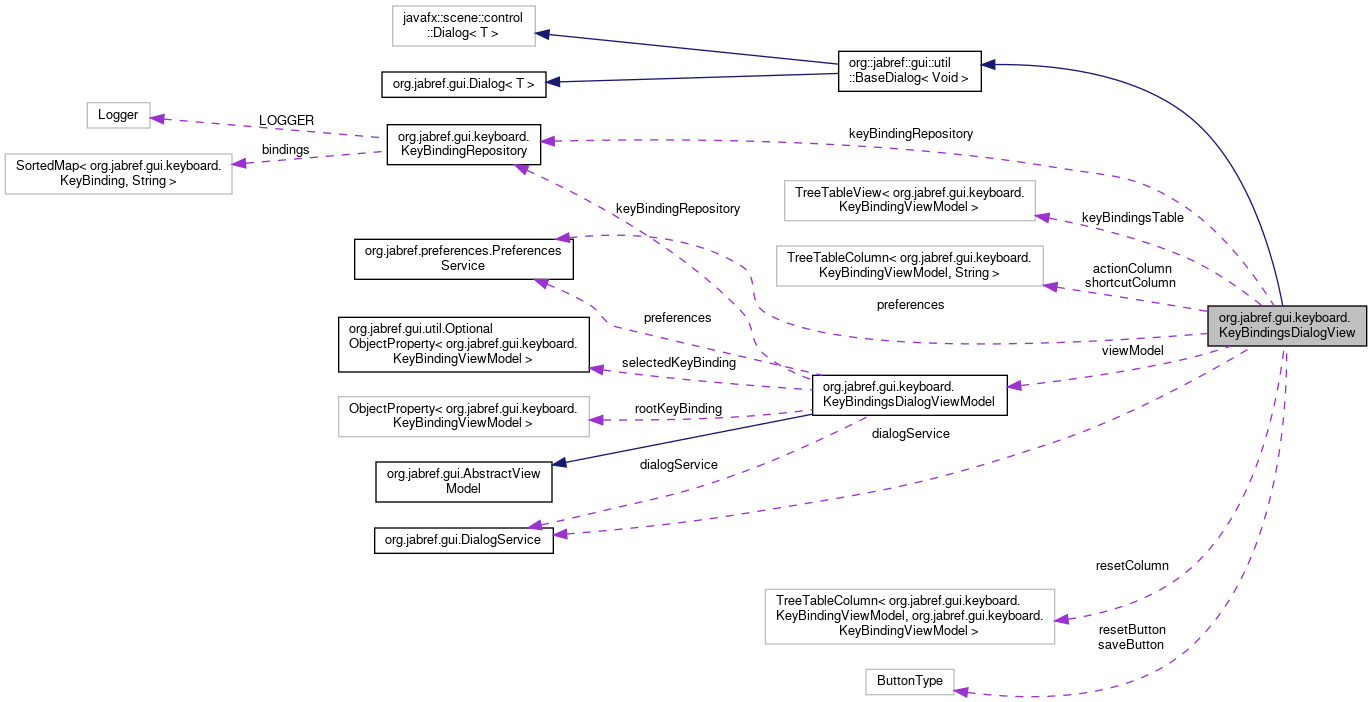 javafx::scene::control
::Dialog< T >
org::jabref::gui::util
::BaseDialog< Void >
org.jabref.gui.Dialog< T >
Logger
LOGGER
org.jabref.gui.keyboard.
KeyBindingRepository
keyBindingRepository
bindings
SortedMap< org.jabref.gui.keyboard.
KeyBinding, String >
TreeTableView< org.jabref.gui.keyboard.
KeyBindingViewModel >
keyBindingRepository
keyBindingsTable
org.jabref.preferences.Preferences
Service
TreeTableColumn< org.jabref.gui.keyboard.
KeyBindingViewModel, String >
actionColumn
shortcutColumn
preferences
preferences
org.jabref.gui.keyboard.
KeyBindingsDialogView
org.jabref.gui.util.Optional
ObjectProperty< org.jabref.gui.keyboard.
KeyBindingViewModel >
selectedKeyBinding
viewModel
org.jabref.gui.keyboard.
KeyBindingsDialogViewModel
ObjectProperty< org.jabref.gui.keyboard.
KeyBindingViewModel >
rootKeyBinding
dialogService
org.jabref.gui.AbstractView
Model
dialogService
org.jabref.gui.DialogService
resetColumn
TreeTableColumn< org.jabref.gui.keyboard.
KeyBindingViewModel, org.jabref.gui.keyboard.
KeyBindingViewModel >
resetButton
saveButton
ButtonType